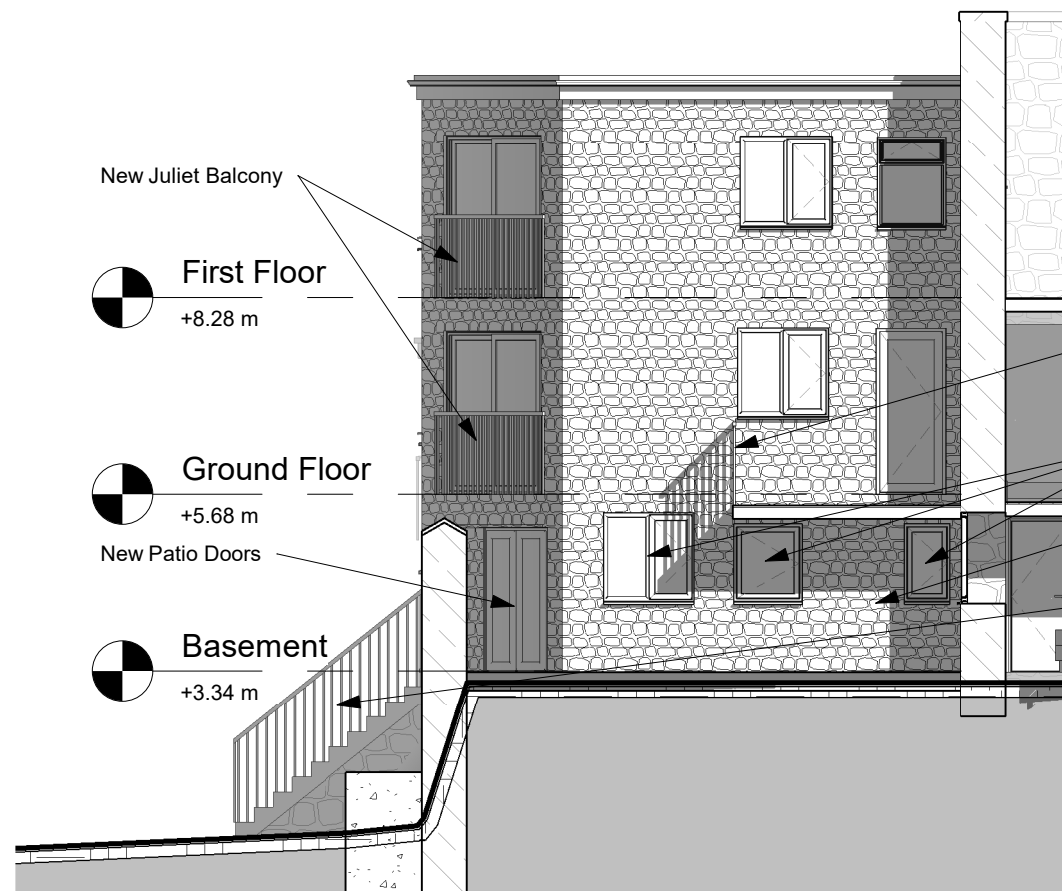 New Juliet Balcony
First Floor
+8.28 m
Ground Floor
+5.68 m
New Patio Doors
Basement
+3.34 m